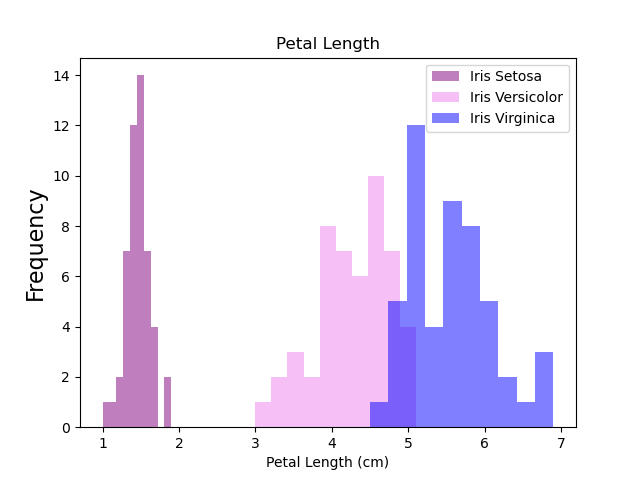 Petal Length
Iris Setosa
Iris Versicolor
Iris Virginica
Frequency
14
12
10
8
6
4
2
0
1 2 3 4 5 6 7
Petal Length (cm)